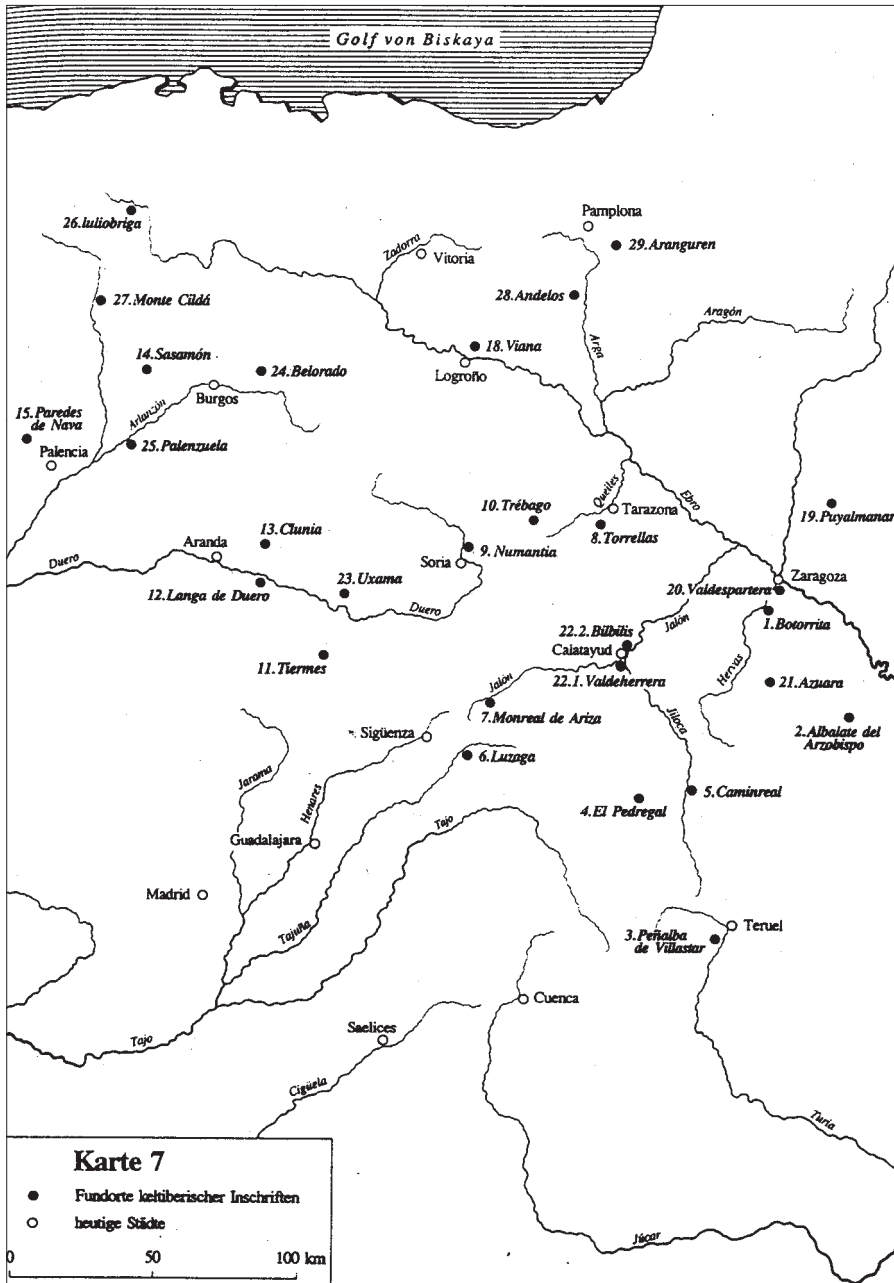 Golf von Biskaya
26.Iuliobriga
Pamplona
29.Aranguren
Zadorra
Vitoria
27.Monte Cildá
28.Andelos
Aragón
Arga
14.Sasamón
24.Belorado
18.Viana
Logroño
Burgos
15.Paredes
de Nava
Arlanzón
Palencia
25.Palenzuela
10.Trébago
Queiles
Tarazona
Ebro
19.Puyalmanar
8.Torrellas
13.Clunia
Aranda
9.Numantia
Soria
Duero
12.Langa de Duero
23.Uxama
Duero
Zaragoza
20.Valdespartera
1.Botorrita
Jalón
22.2.Bilbilis
Calatayud
22.1.Valdeherrera
Hervas
11.Tiermes
21.Azuara
Jalón
7.Monreal de Ariza
Jiloca
2.Albalate del
Arzobispo
Sigüenza
6.Luzaga
Jarama
Henares
5.Caminreal
4.El Pedregal
Tajo
Guadalajara
Madrid
Tajuña
3.Peñalba
de Villastar
Teruel
Cuenca
Tajo
Saelices
Cigüela
Turia
Júcar
Karte 7
Fundorte keltiberischer Inschriften
heutige Städte
0 50 100 km